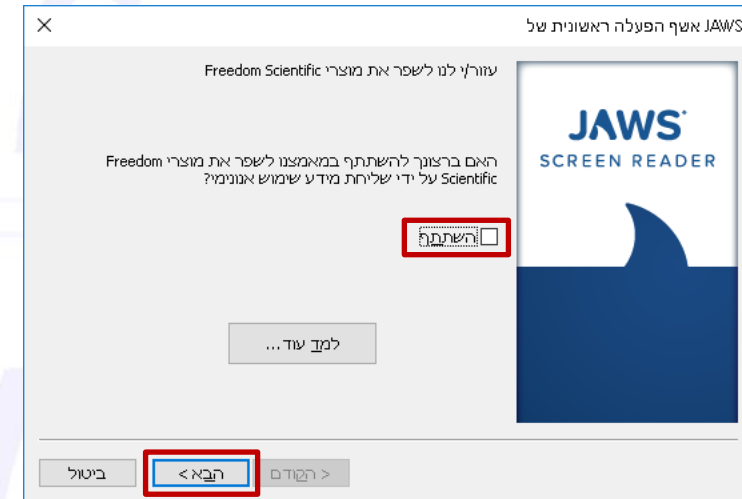 JAWS אשף הפעלה ראשונית של
עזור/י לנו לשפר את מוצרי Freedom Scientific
JAWS
SCREEN READER
האם ברצונך להשתתף במאמצנו לשפר את מוצרי Freedom
Scientific על ידי שליחת מידע שימוש אנונימי?
השתתף
למד עוד...
< הקודם
הבא >
ביטול